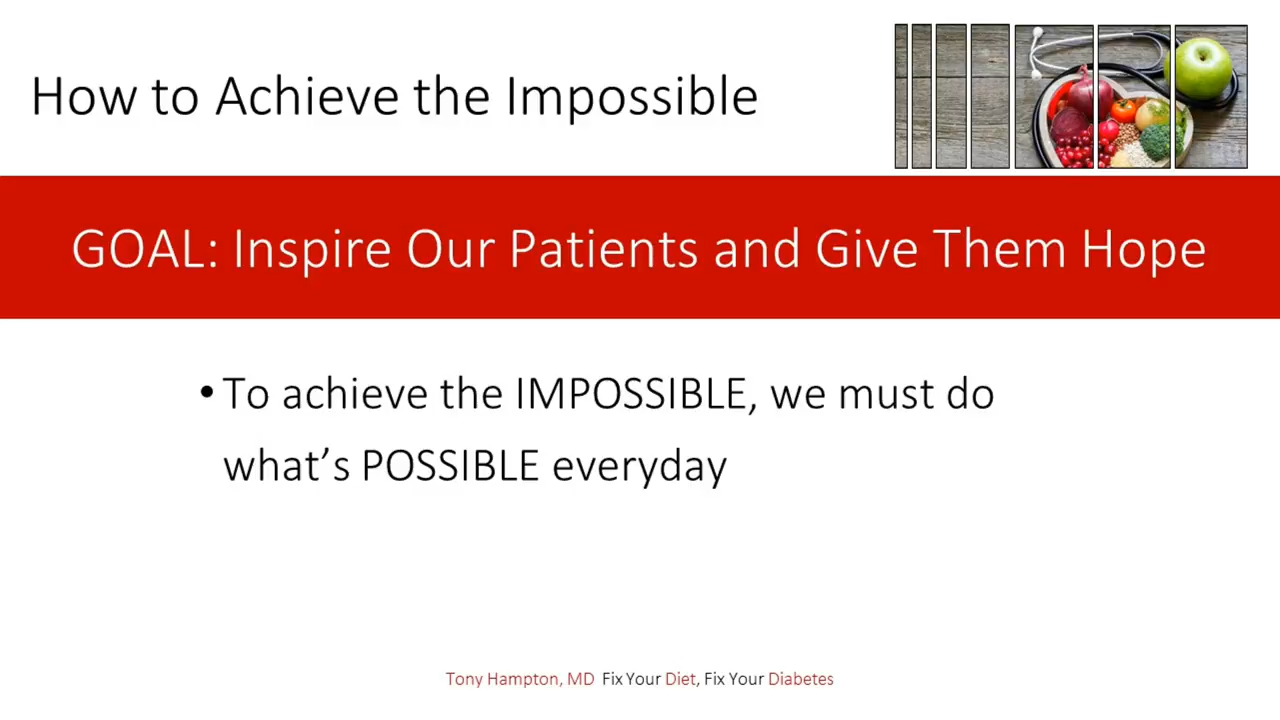 How to Achieve the Impossible
GOAL: Inspire Our Patients and Give Them Hope
• To achieve the IMPOSSIBLE, we must do
what’s POSSIBLE everyday
Tony Hampton, MD Fix Your Diet, Fix Your Diabetes